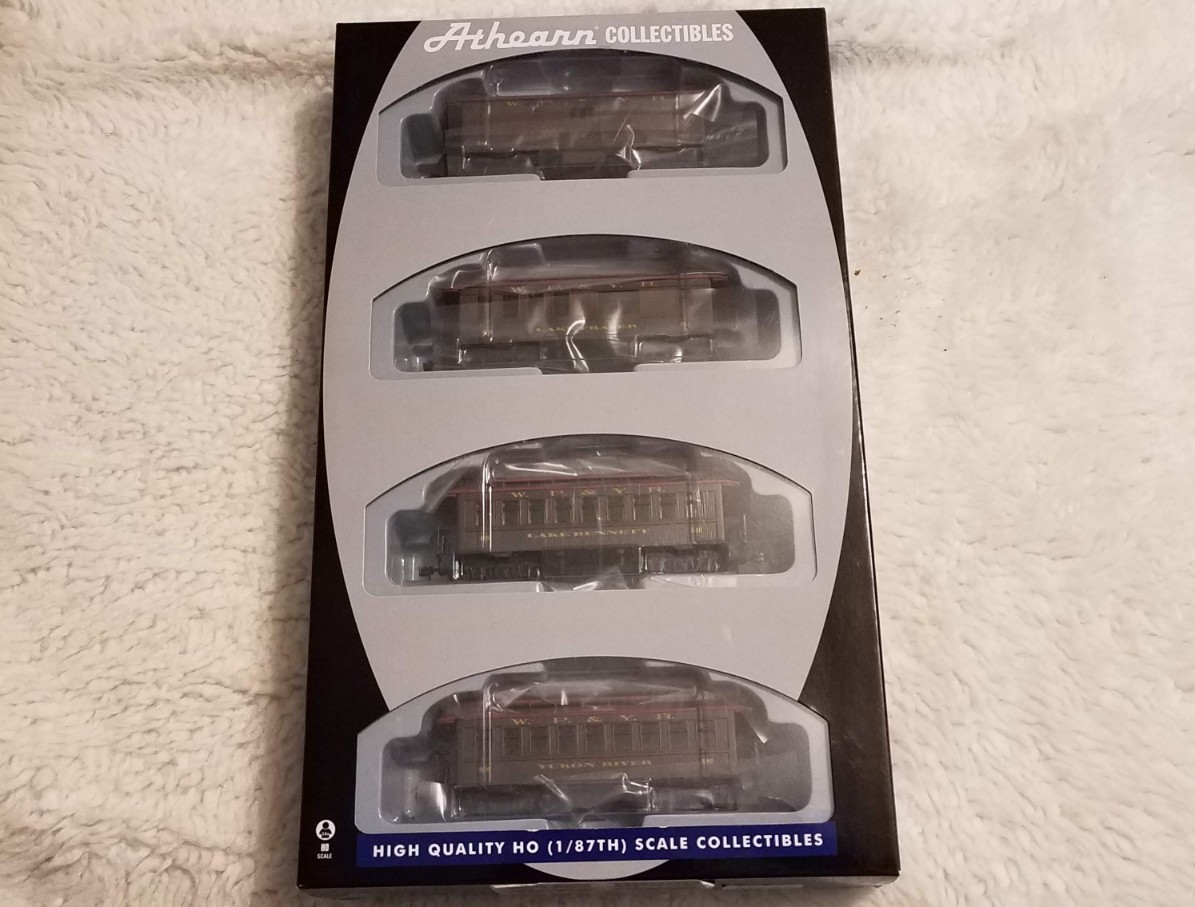 Athearn® COLLECTIBLES
W. P. & Y. R.
W. P. & Y. R.
LAKE BENNETT
W. P. & Y. R.
YUKON RIVER
HO
SCALE
HIGH QUALITY HO (1/87TH) SCALE COLLECTIBLES